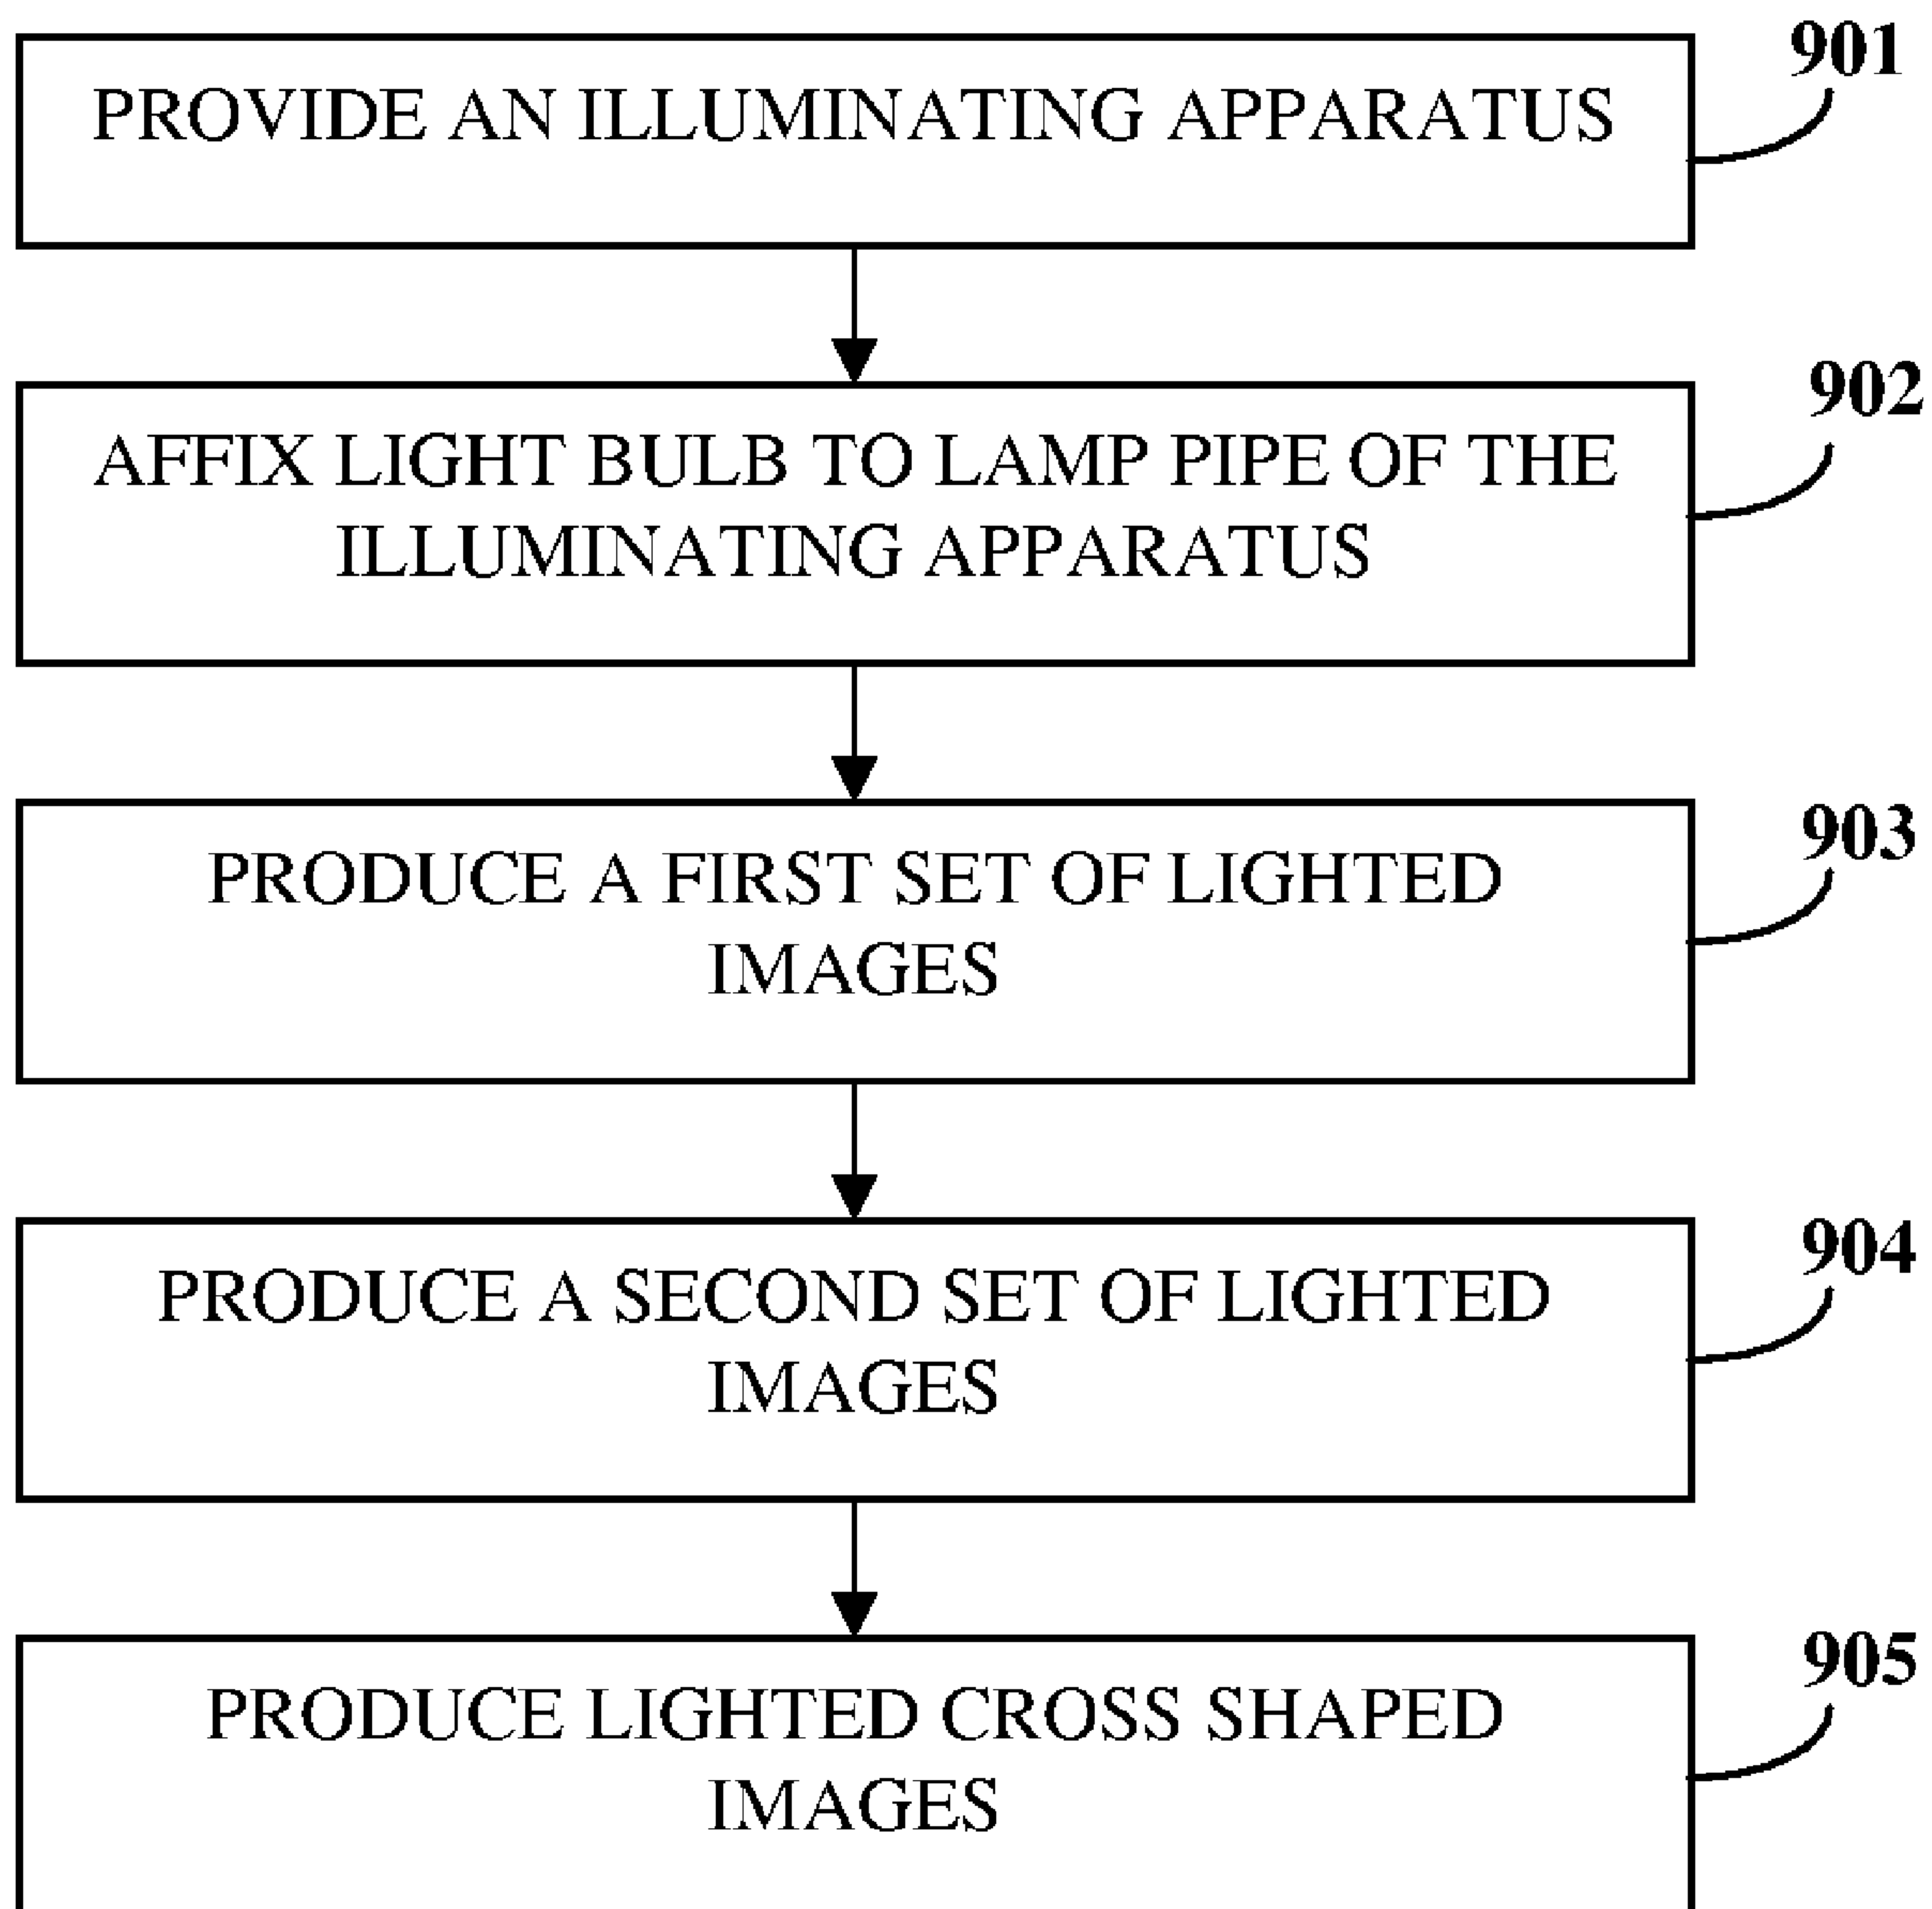 901
PROVIDE AN ILLUMINATING APPARATUS
902
AFFIX LIGHT BULB TO LAMP PIPE OF THE
ILLUMINATING APPARATUS
903
PRODUCE A FIRST SET OF LIGHTED
IMAGES
904
PRODUCE A SECOND SET OF LIGHTED
IMAGES
905
PRODUCE LIGHTED CROSS SHAPED
IMAGES